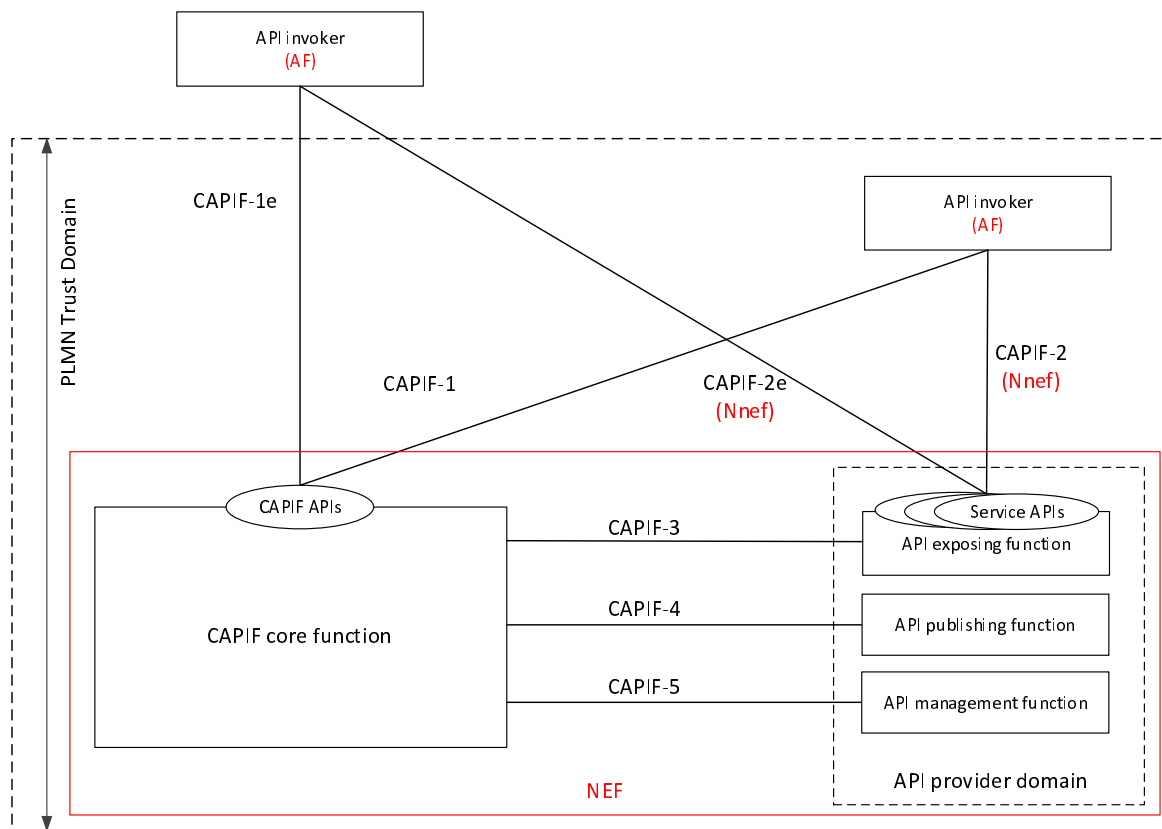 API invoker
(AF)
CAPIF-1e
PLMN Trust Domain
API invoker
(AF)
CAPIF-1
CAPIF-2e
(Nnef)
CAPIF-2
(Nnef)
CAPIF APIs
Service APIs
CAPIF-3
API exposing function
CAPIF-4
CAPIF core function
API publishing function
CAPIF-5
API management function
API provider domain
NEF